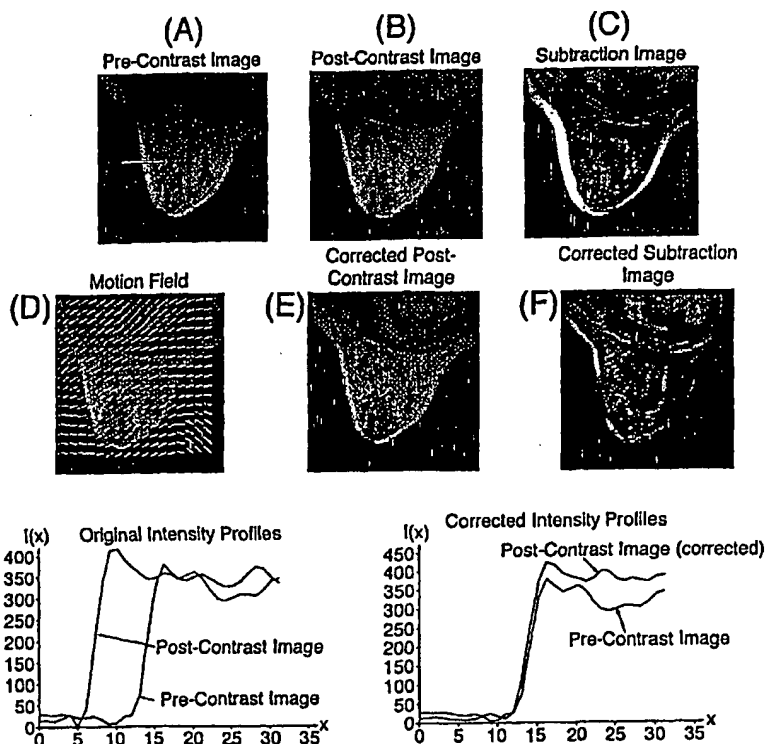 (A)
Pre-Contrast Image
(B)
Post-Contrast Image
(C)
Subtraction Image
(D)
Motion Field
(E)
Corrected Post-
Contrast Image
(F)
Corrected Subtraction
Image
I(x)
Original Intensity Profiles
400
350
300
250
200
150
100
50
0
Post-Contrast Image
Pre-Contrast Image
0 5 10 15 20 25 30 35 x
I(x)
Corrected Intensity Profiles
450
400
350
300
250
200
150
100
50
0
Post-Contrast Image (corrected)
Pre-Contrast Image
0 5 10 15 20 25 30 35 x